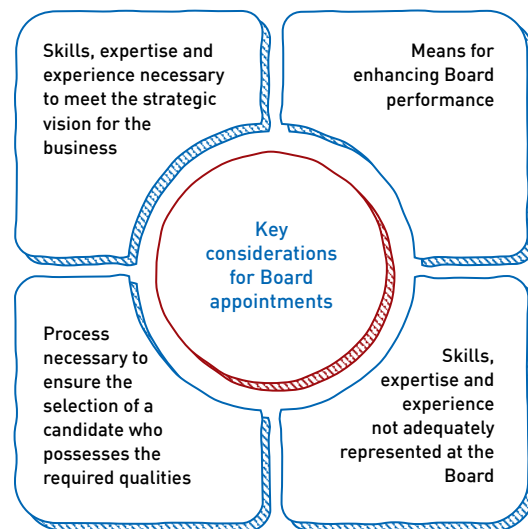 Skills, expertise and
experience necessary
to meet the strategic
vision for the
business
Means for
enhancing Board
performance
Key
considerations
for Board
appointments
Process
necessary to
ensure the
selection of a
candidate who
possesses the
required qualities
Skills,
expertise and
experience
not adequately
represented at the
Board